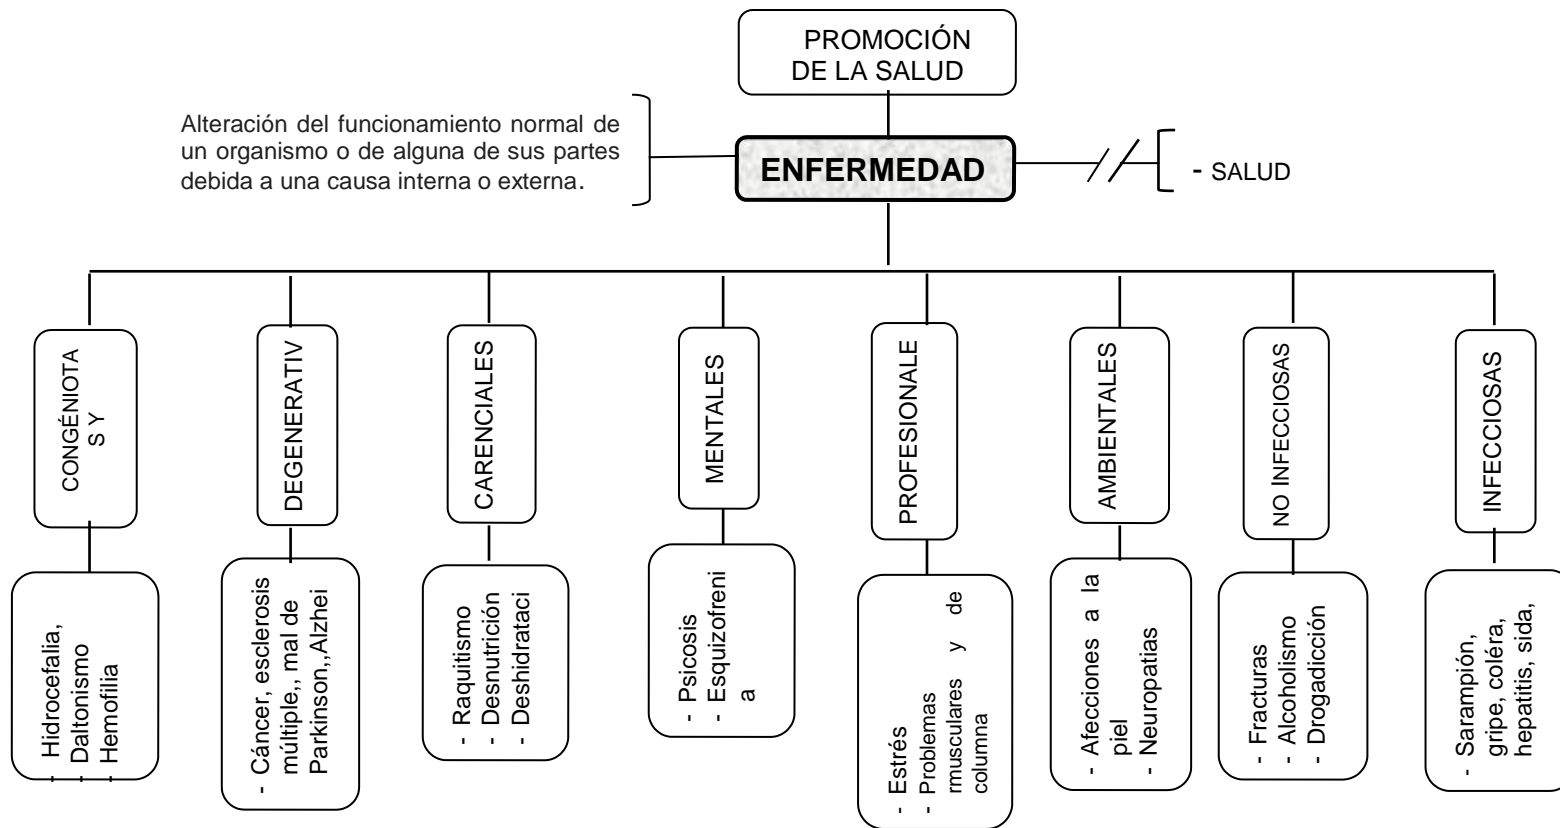 PROMOCIÓN
DE LA SALUD
Alteración del funcionamiento normal de
un organismo o de alguna de sus partes
debida a una causa interna o externa.
ENFERMEDAD
- SALUD
CONGÉNIOTA
S Y
DEGENERATIV
CARENCIALES
MENTALES
PROFESIONALE
AMBIENTALES
NO INFECCIOSAS
INFECCIOSAS
- Hidrocefalia,
- Daltonismo
- Hemofilia
- Cáncer, esclerosis
múltiple,, mal de
Parkinson,,Alzhei
- Raquitismo
- Desnutrición
- Deshidrataci
- Psicosis
- Esquizofreni
a
- Estrés
- Problemas
rmusculares y de
columna
- Afecciones a la
piel
- Neuropatias
- Fracturas
- Alcoholismo
- Drogadicción
- Sarampión,
gripe, coléra,
hepatitis, sida,